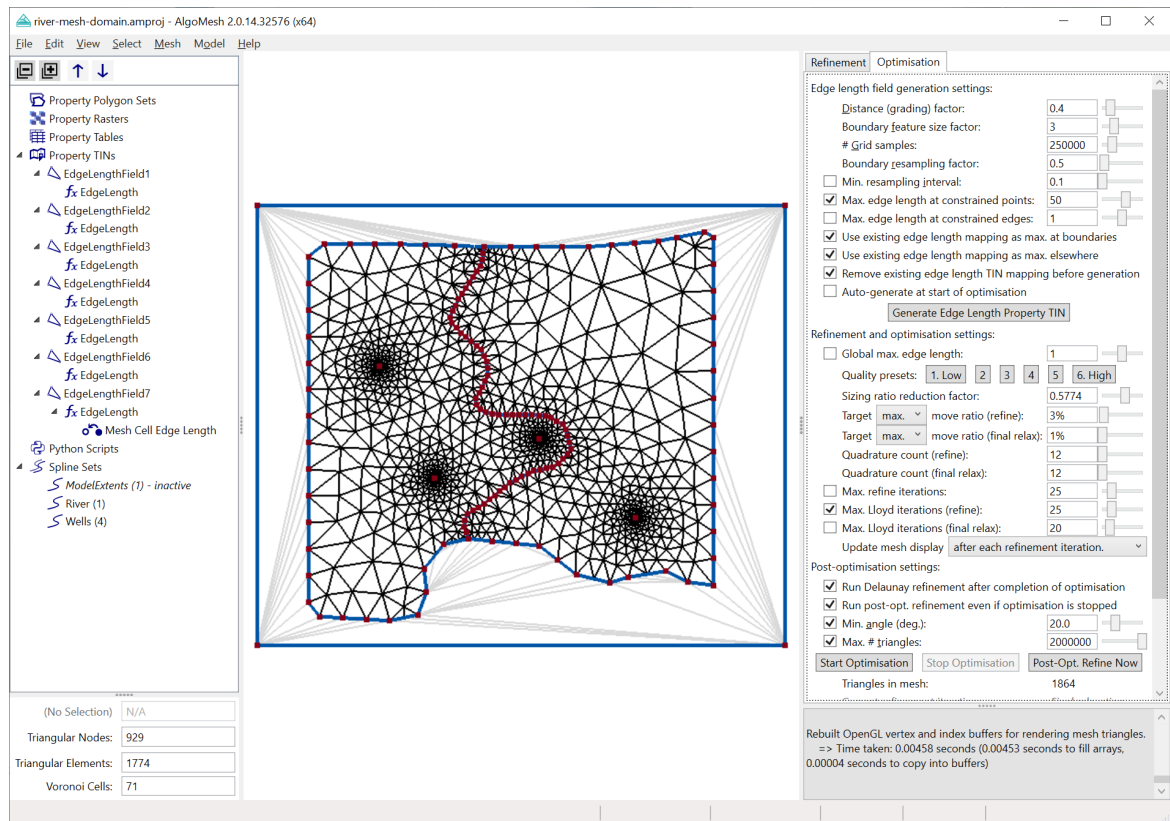 river-mesh-domain.amproj - AlgoMesh 2.0.14.32576 (x64)
File Edit View Select Mesh Model Help
Property Polygon Sets
Property Rasters
Property Tables
Property TINs
EdgeLengthField1
fx EdgeLength
EdgeLengthField2
fx EdgeLength
EdgeLengthField3
fx EdgeLength
EdgeLengthField4
fx EdgeLength
EdgeLengthField5
fx EdgeLength
EdgeLengthField6
fx EdgeLength
EdgeLengthField7
fx EdgeLength
Mesh Cell Edge Length
Python Scripts
Spline Sets
ModelExtents (1) - inactive
River (1)
Wells (4)
(No Selection) N/A
Triangular Nodes: 929
Triangular Elements: 1774
Voronoi Cells: 71
Refinement Optimisation
Edge length field generation settings:
Distance (grading) factor: 0.4
Boundary feature size factor: 3
# Grid samples: 250000
Boundary resampling factor: 0.5
Min. resampling interval: 0.1
Max. edge length at constrained points: 50
Max. edge length at constrained edges: 1
Use existing edge length mapping as max. at boundaries
Use existing edge length mapping as max. elsewhere
Remove existing edge length TIN mapping before generation
Auto-generate at start of optimisation
Generate Edge Length Property TIN
Refinement and optimisation settings:
Global max. edge length: 1
Quality presets: 1. Low 2 3 4 5 6. High
Sizing ratio reduction factor: 0.5774
Target max. move ratio (refine): 3%
Target max. move ratio (final relax): 1%
Quadrature count (refine): 12
Quadrature count (final relax): 12
Max. refine iterations: 25
Max. Lloyd iterations (refine): 25
Max. Lloyd iterations (final relax): 20
Update mesh display after each refinement iteration.
Post-optimisation settings:
Run Delaunay refinement after completion of optimisation
Run post-opt. refinement even if optimisation is stopped
Min. angle (deg.): 20.0
Max. # triangles: 2000000
Start Optimisation Stop Optimisation Post-Opt. Refine Now
Triangles in mesh: 1864
Rebuilt OpenGL vertex and index buffers for rendering mesh triangles.
=> Time taken: 0.00458 seconds (0.00453 seconds to fill arrays,
0.00004 seconds to copy into buffers)